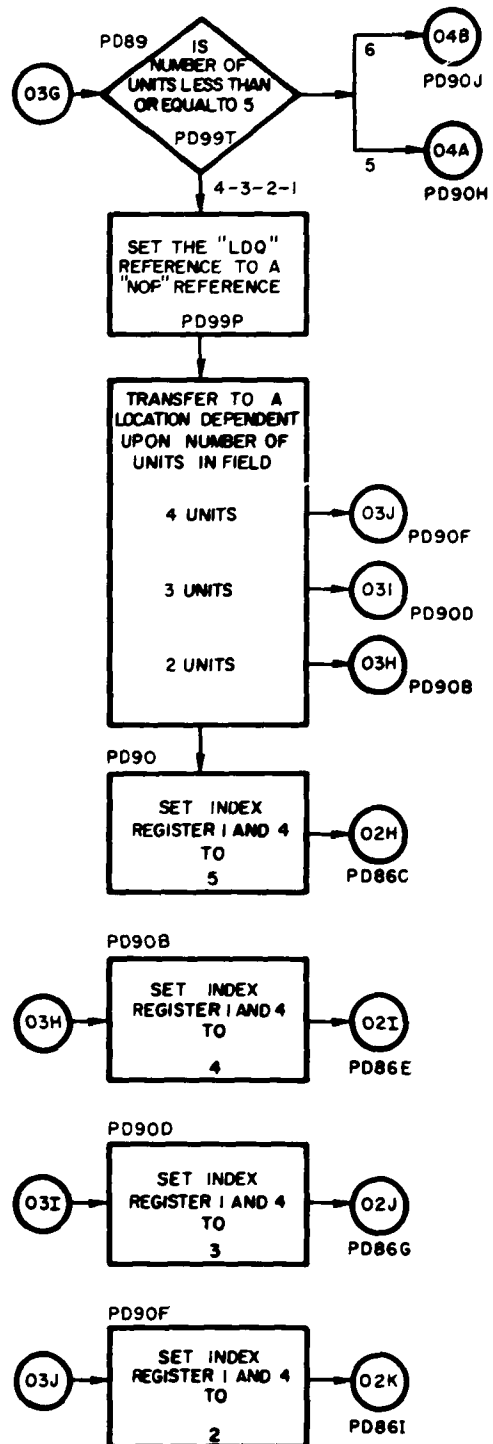 PD89
IS
NUMBER OF
UNITS LESS THAN
OR EQUAL TO 5
PD99T
03G
6
04B
PD90J
5
04A
PD90H
4-3-2-1
SET THE "LDQ"
REFERENCE TO A
"NOP" REFERENCE
PD99P
TRANSFER TO A
LOCATION DEPENDENT
UPON NUMBER OF
UNITS IN FIELD
4 UNITS
03J
PD90F
3 UNITS
03I
PD90D
2 UNITS
03H
PD90B
PD90
SET INDEX
REGISTER 1 AND 4
TO
5
02H
PD86C
PD90B
03H
SET INDEX
REGISTER 1 AND 4
TO
4
02I
PD86E
PD90D
03I
SET INDEX
REGISTER 1 AND 4
TO
3
02J
PD86G
PD90F
03J
SET INDEX
REGISTER 1 AND 4
TO
2
02K
PD86I